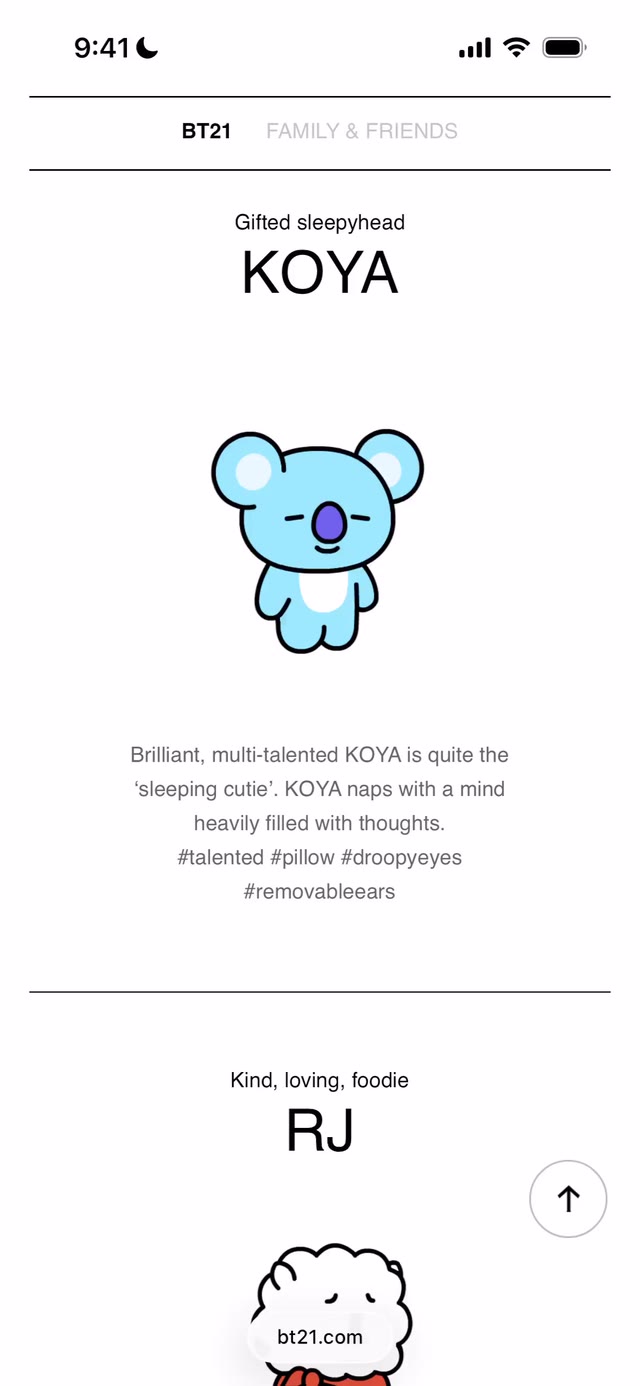 9:41
BT21 FAMILY & FRIENDS
Gifted sleepyhead
KOYA
Brilliant, multi-talented KOYA is quite the
‘sleeping cutie’. KOYA naps with a mind
heavily filled with thoughts.
#talented #pillow #droopyeyes
#removableears
Kind, loving, foodie
RJ
bt21.com